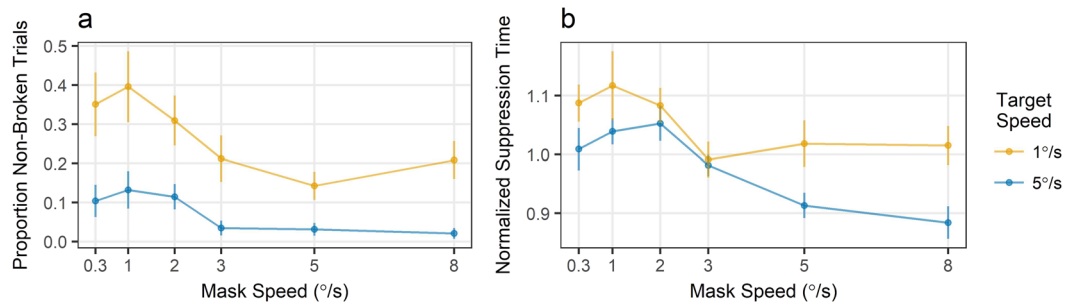 a
Proportion Non-Broken Trials
0.5
0.4
0.3
0.2
0.1
0.0
0.3 1 2 3 5 8
Mask Speed (°/s)
b
Normalized Suppression Time
1.1
1.0
0.9
0.3 1 2 3 5 8
Mask Speed (°/s)
Target
Speed
1°/s
5°/s